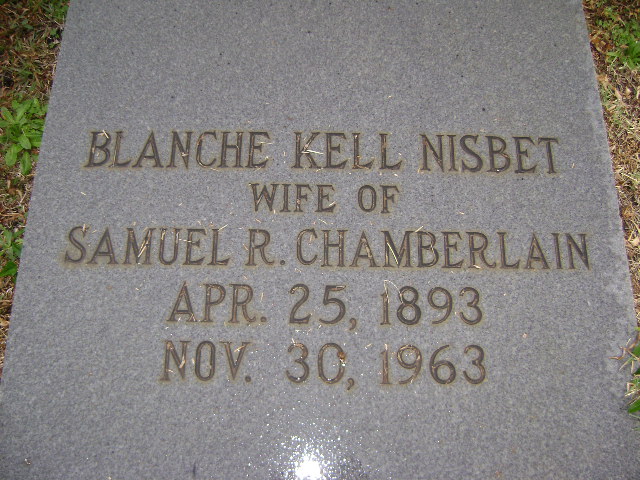 BLANCHE KELL NISBET
WIFE OF
SAMUEL R. CHAMBERLAIN
APR. 25, 1893
NOV. 30, 1963